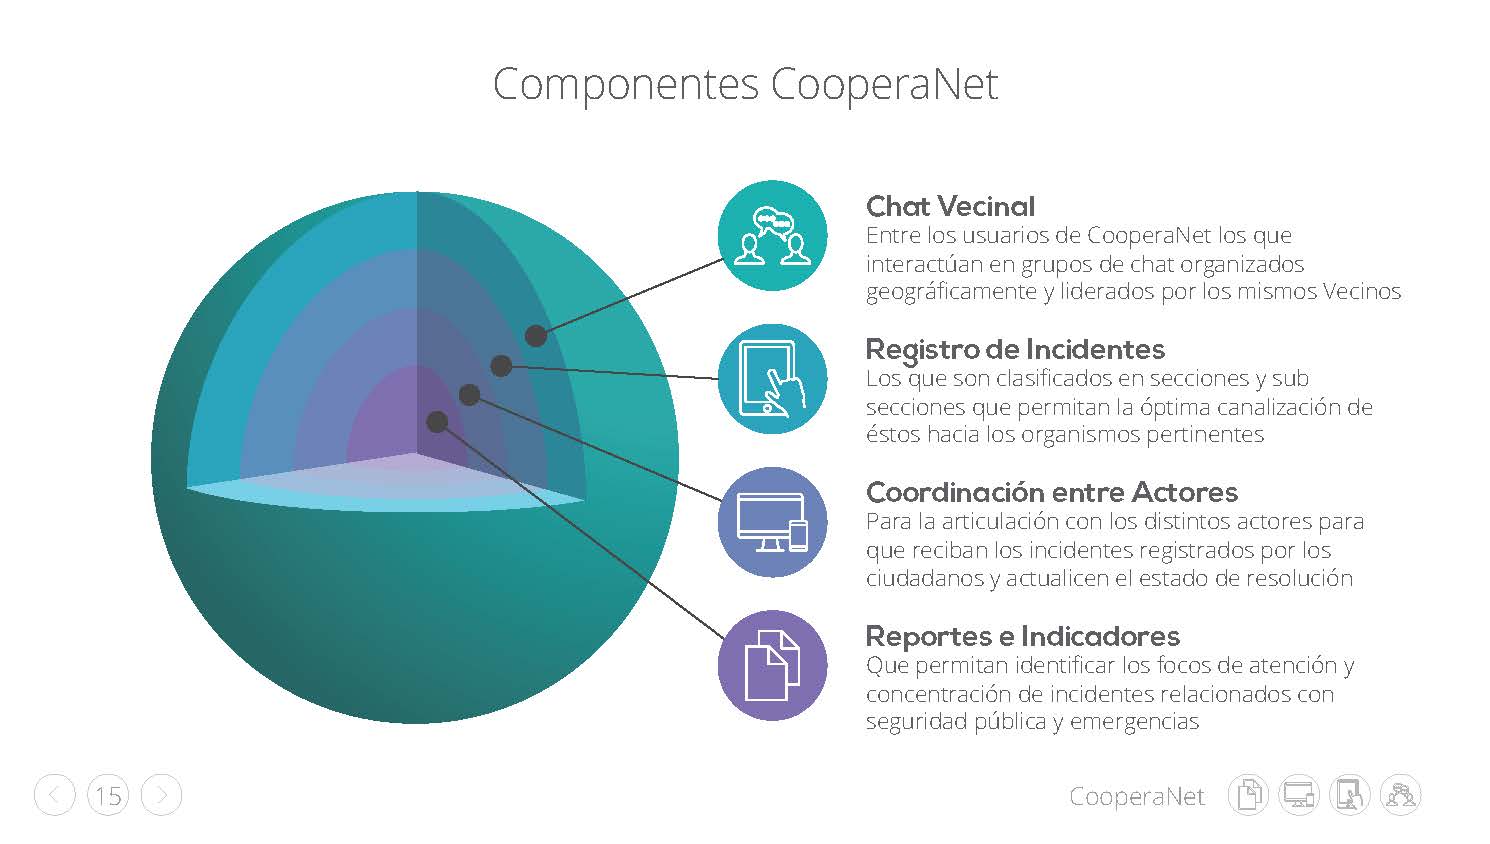 Componentes CooperaNet
Chat Vecinal
Entre los usuarios de CooperaNet los que
interactúan en grupos de chat organizados
geográficamente y liderados por los mismos Vecinos
Registro de Incidentes
Los que son clasificados en secciones y sub
secciones que permitan la óptima canalización de
éstos hacia los organismos pertinentes
Coordinación entre Actores
Para la articulación con los distintos actores para
que reciban los incidentes registrados por los
ciudadanos y actualicen el estado de resolución
Reportes e Indicadores
Que permitan identificar los focos de atención y
concentración de incidentes relacionados con
seguridad pública y emergencias
15
CooperaNet